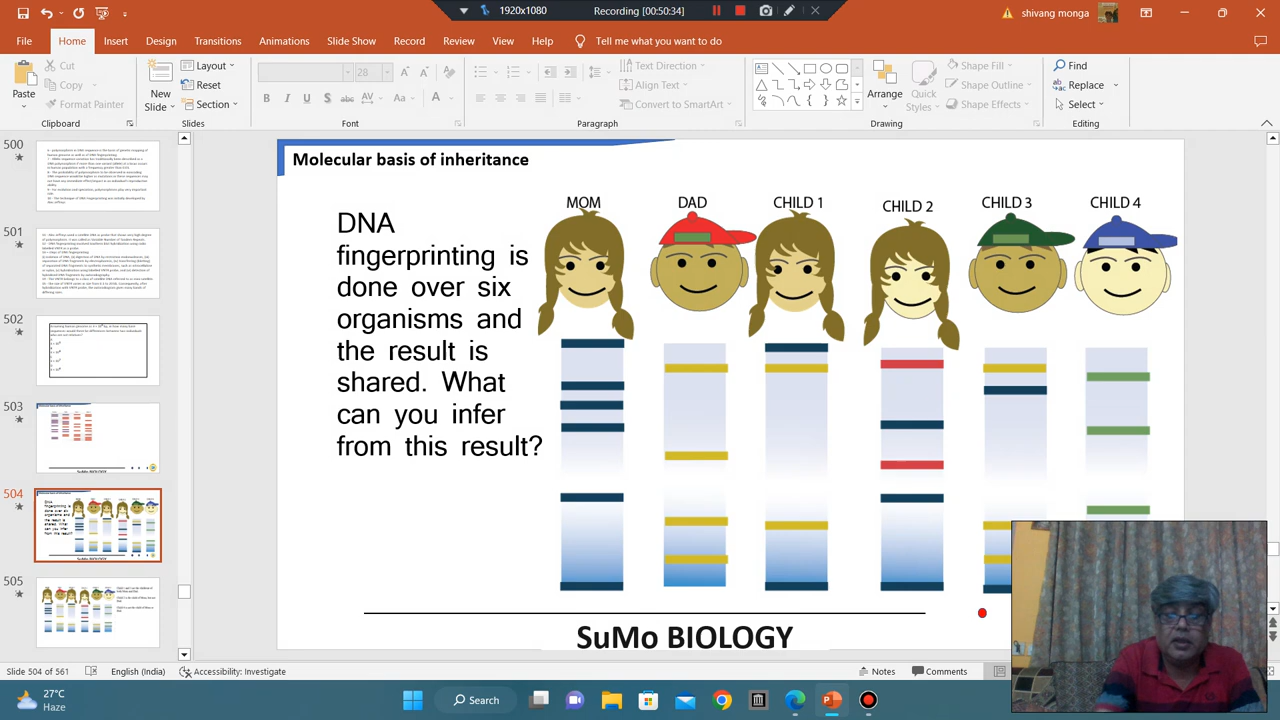 1920x1080
Recording [00:50:34]
shivang monga
File Home Insert Design Transitions Animations Slide Show Record Review View Help Tell me what you want to do
Paste
Cut
Copy
Format Painter
New Slide
Layout
Reset
Section
28
Text Direction
Align Text
Convert to SmartArt
Arrange
Quick Styles
Shape Fill
Shape Outline
Shape Effects
Find
Replace
Select
Clipboard Slides Font Paragraph Drawing Editing
500
501
502
503
504
505
Molecular basis of inheritance
MOM DAD CHILD 1 CHILD 2 CHILD 3 CHILD 4
DNA
fingerprinting is
done over six
organisms and
the result is
shared. What
can you infer
from this result?
SuMo BIOLOGY
Slide 504 of 561 English (India) Accessibility: Investigate Notes Comments
27°C
Haze
Search